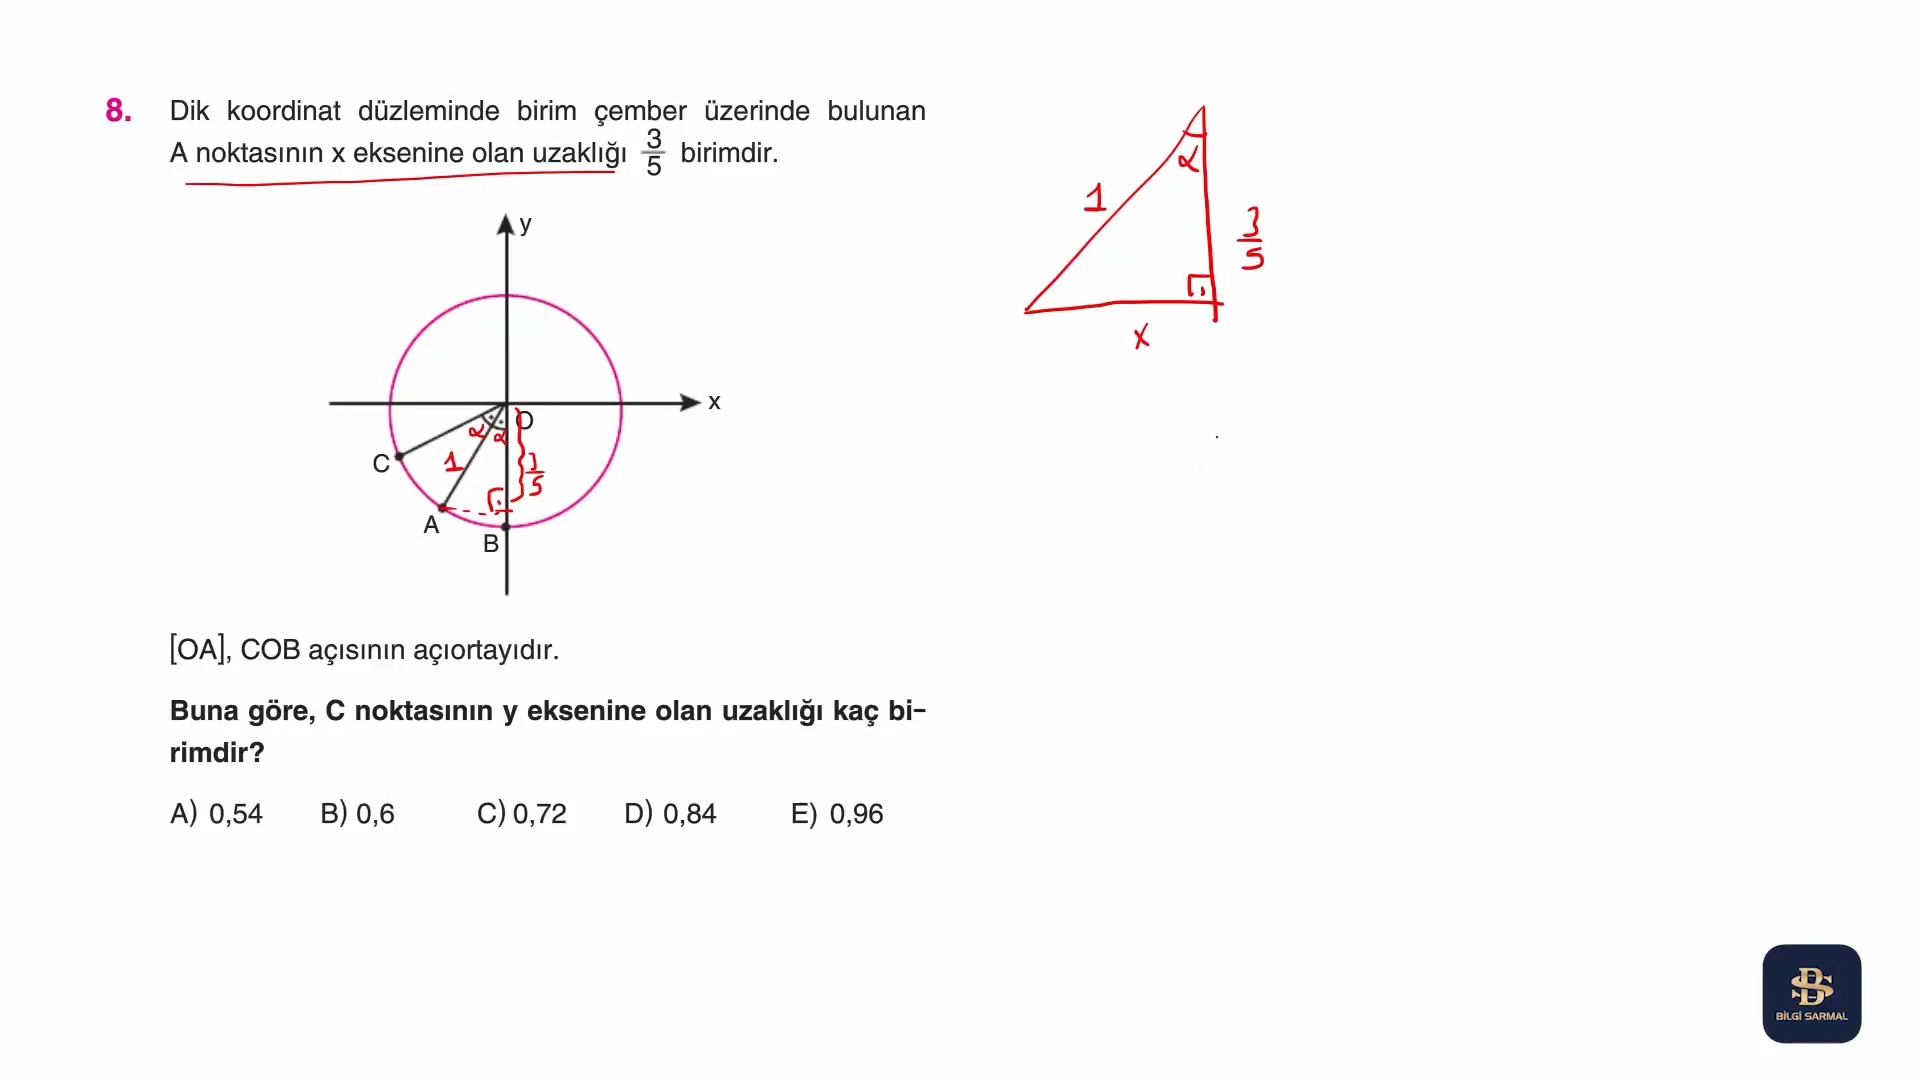 8. Dik koordinat düzleminde birim çember üzerinde bulunan
A noktasının x eksenine olan uzaklığı 3/5 birimdir.
y
x
O
C
A
B
α α
1
3/5
[OA], COB açısının açıortayıdır.
Buna göre, C noktasının y eksenine olan uzaklığı kaç bi-
rimdir?
A) 0,54 B) 0,6 C) 0,72 D) 0,84 E) 0,96
α
1
3/5
x
BS
BİLGİ SARMAL